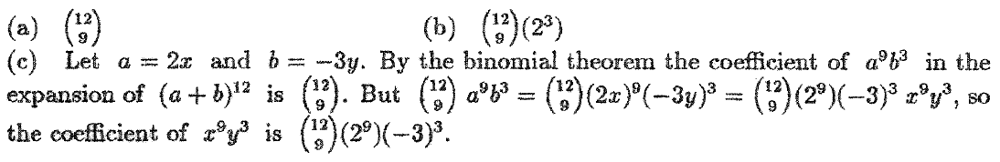 (a) $\binom{12}{9}$ (b) $\binom{12}{9}(2^3)$
(c) Let $a = 2x$ and $b = -3y$. By the binomial theorem the coefficient of $a^9b^3$ in the
expansion of $(a + b)^{12}$ is $\binom{12}{9}$. But $\binom{12}{9} a^9b^3 = \binom{12}{9}(2x)^9(-3y)^3 = \binom{12}{9}(2^9)(-3)^3 x^9y^3$, so
the coefficient of $x^9y^3$ is $\binom{12}{9}(2^9)(-3)^3$.